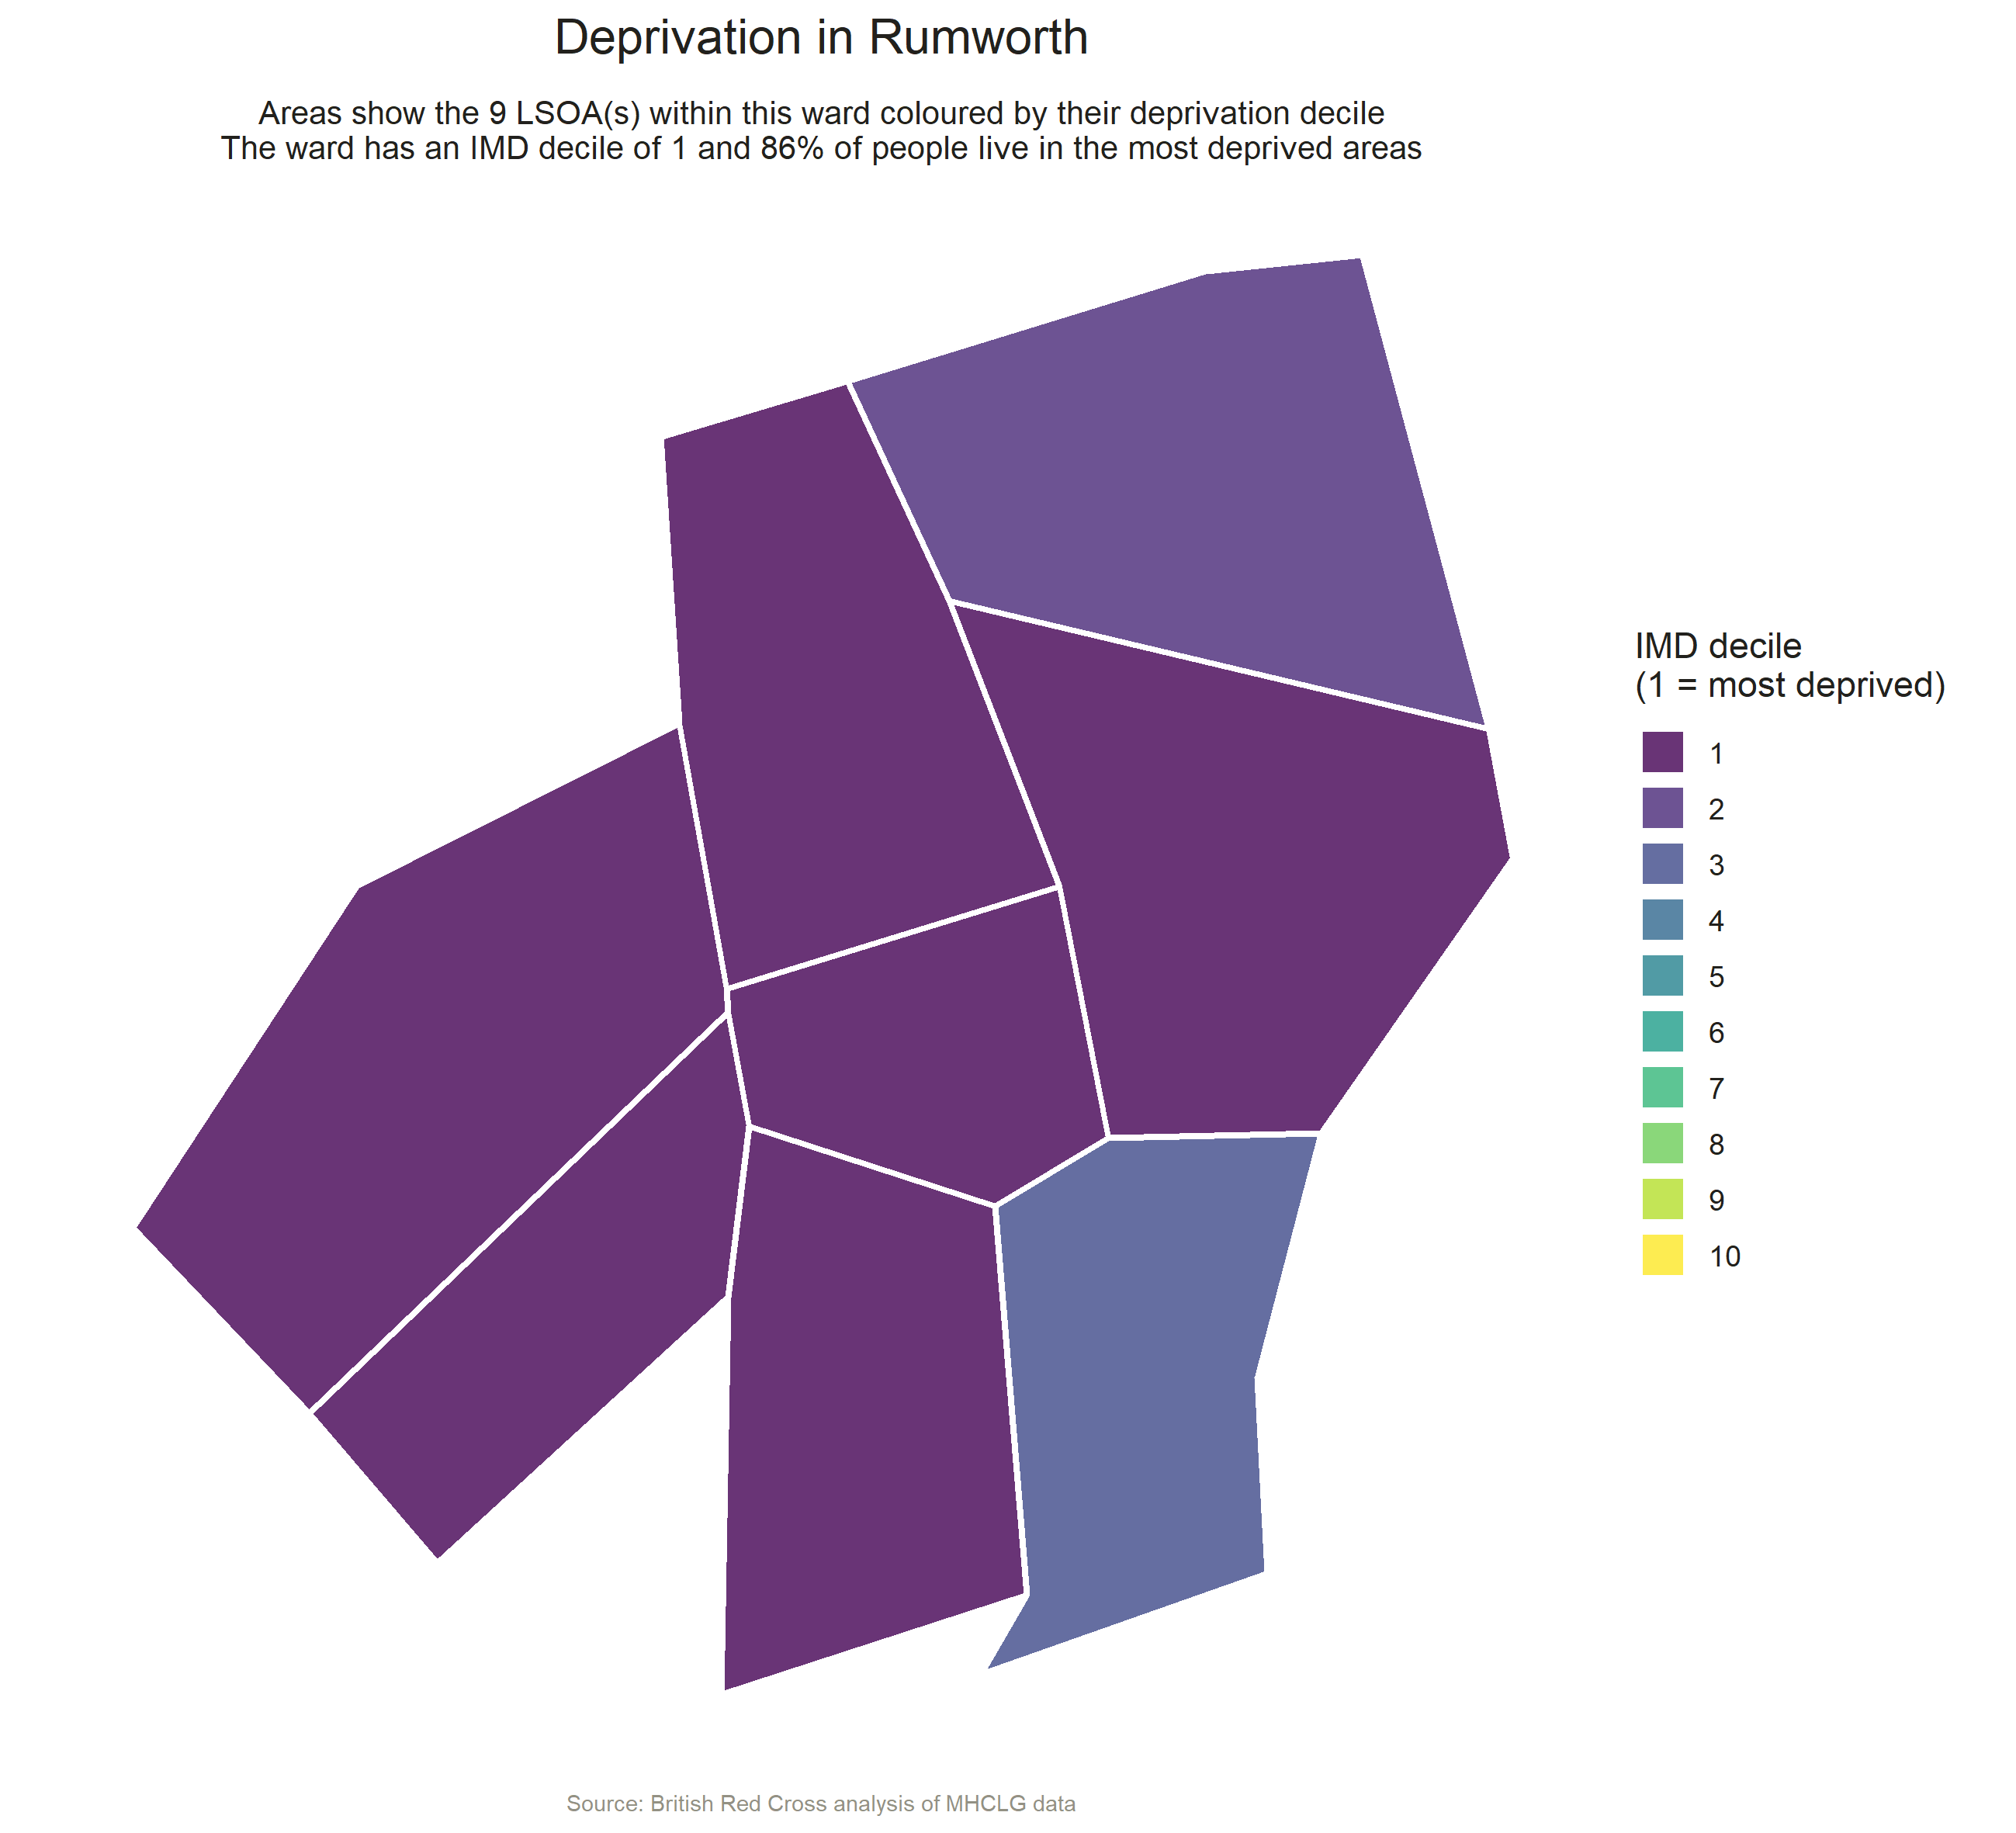 Deprivation in Rumworth
Areas show the 9 LSOA(s) within this ward coloured by their deprivation decile
The ward has an IMD decile of 1 and 86% of people live in the most deprived areas
IMD decile
(1 = most deprived)
1
2
3
4
5
6
7
8
9
10
Source: British Red Cross analysis of MHCLG data